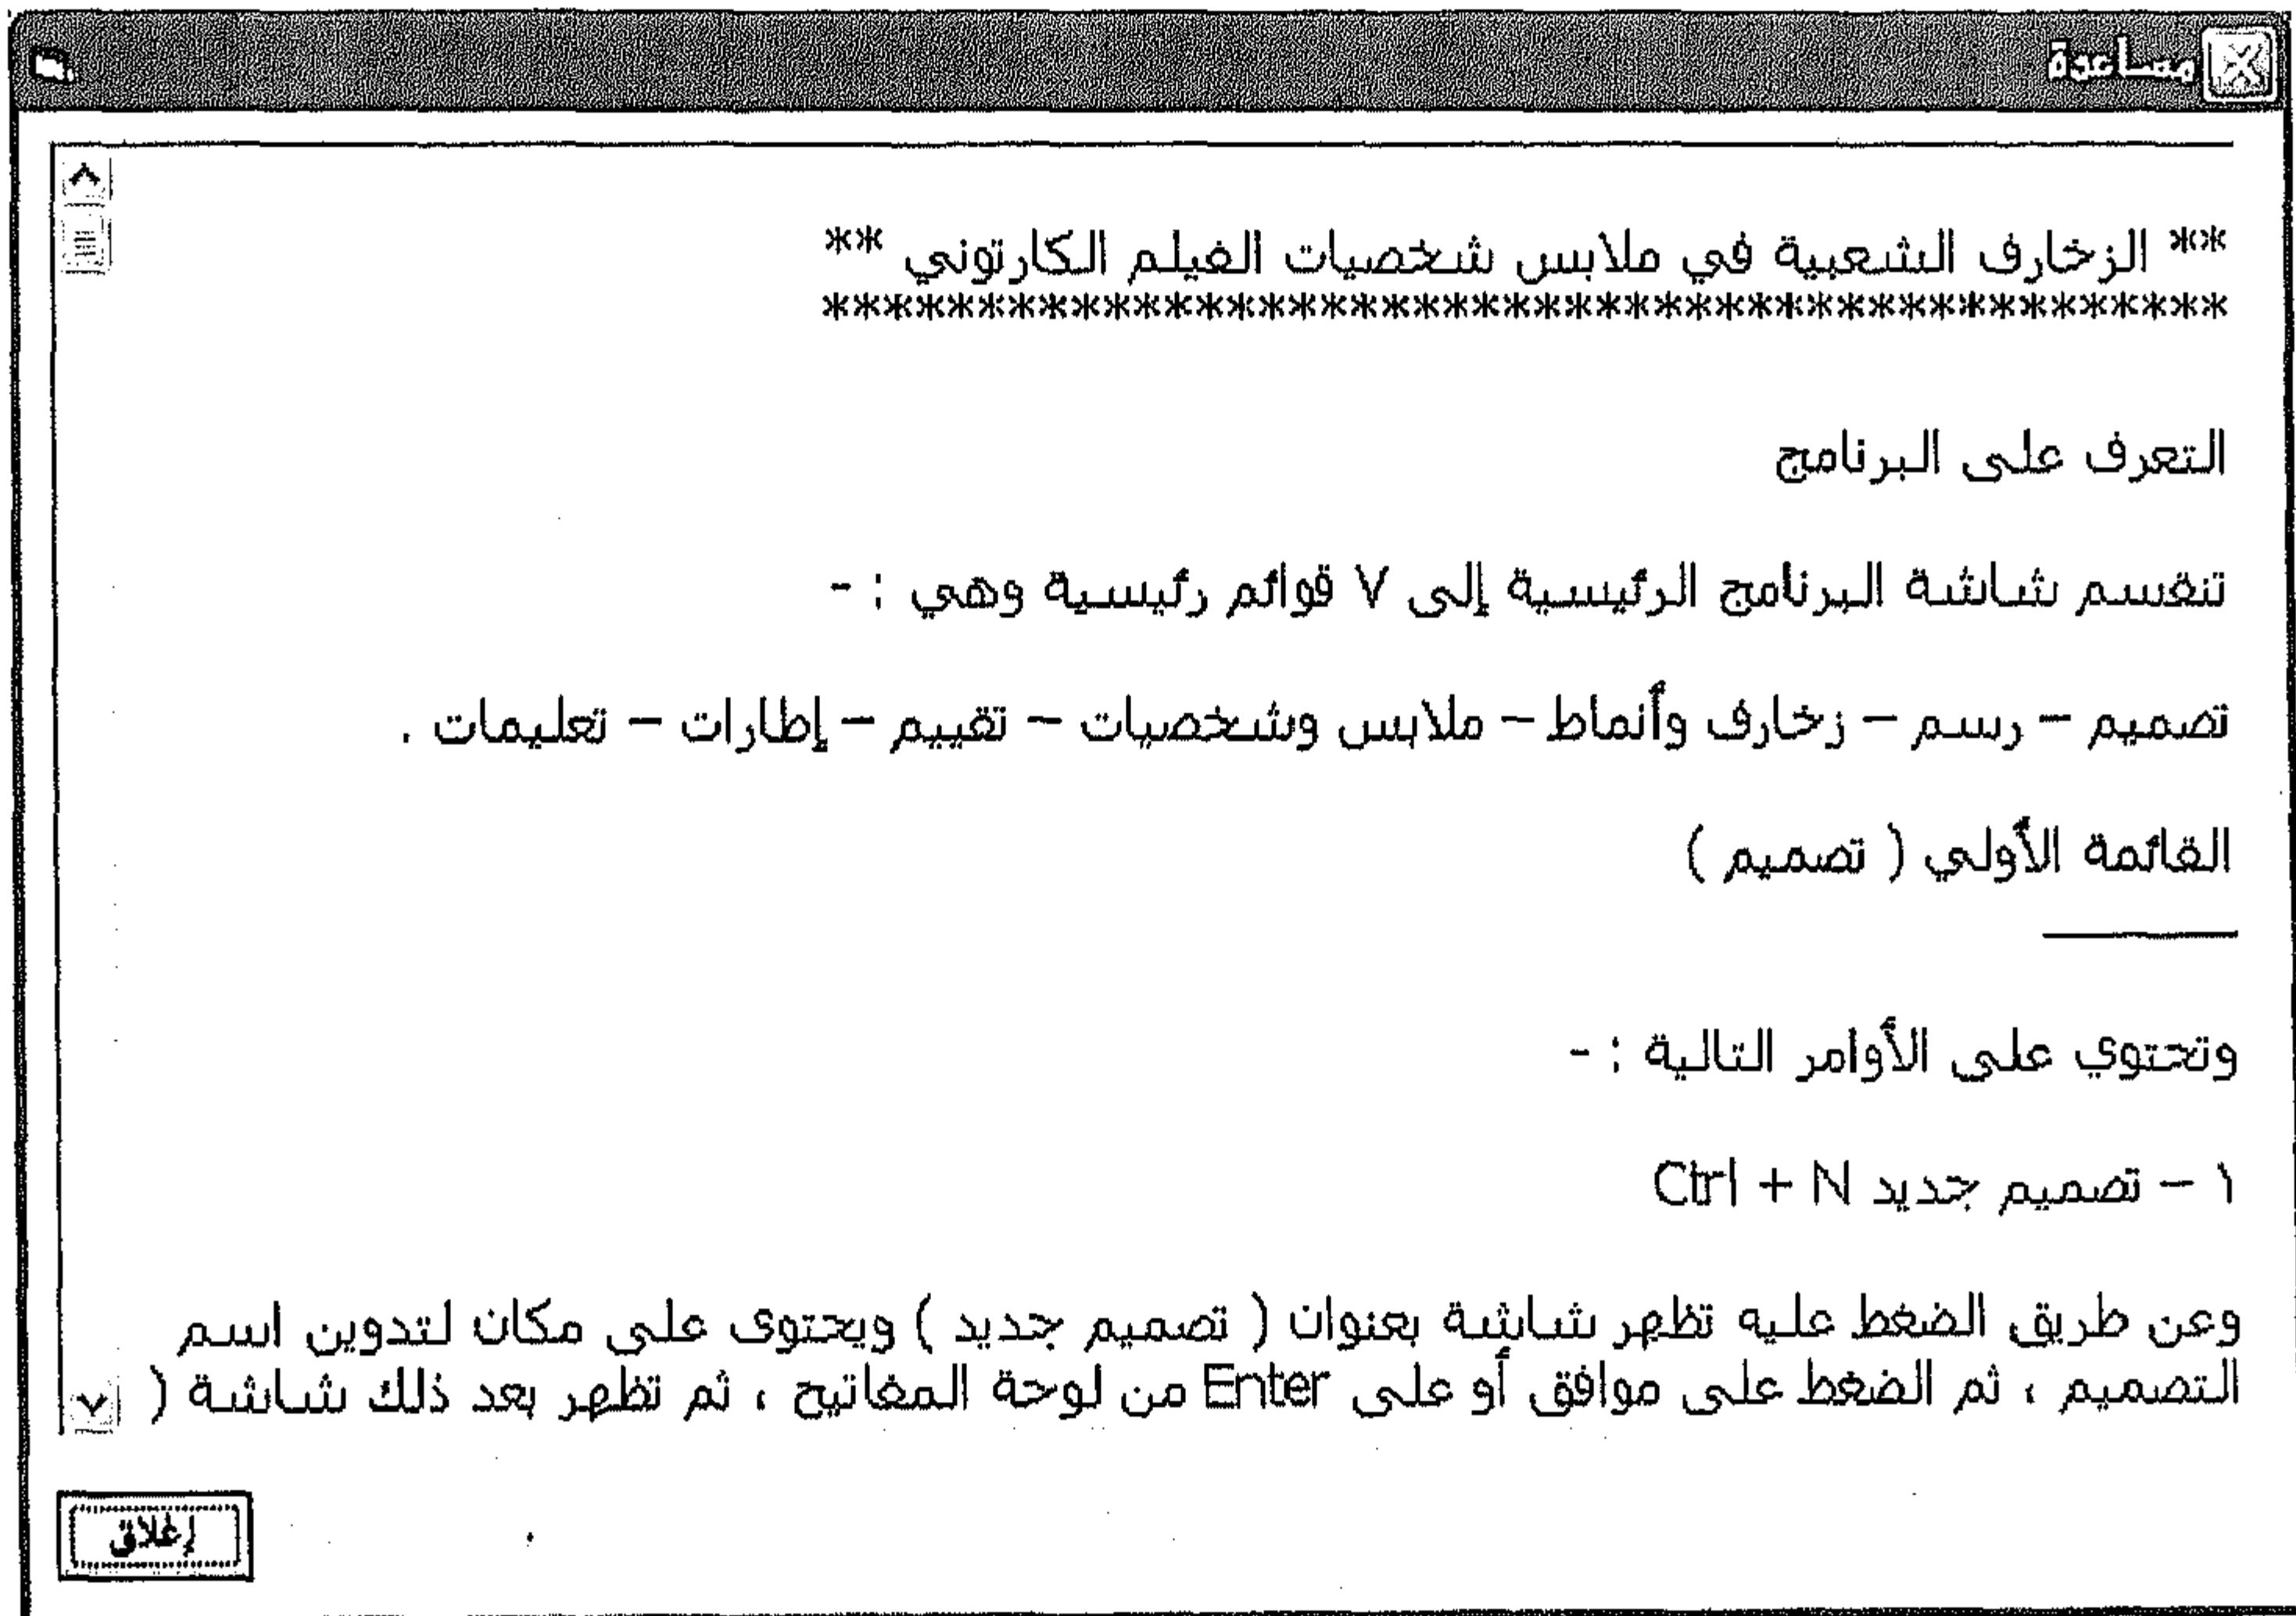 مساعدة
** الزخارف الشعبية في ملابس شخصيات الفيلم الكارتوني **
**********************************************
التعرف على البرنامج
تنقسم شاشة البرنامج الرئيسية إلى ٧ قوائم رئيسية وهي : -
تصميم – رسم – زخارف وأنماط – ملابس وشخصيات – تقييم – إطارات – تعليمات .
القائمة الأولي ( تصميم )
وتحتوي على الأوامر التالية : -
١ – تصميم جديد Ctrl + N
وعن طريق الضغط عليه تظهر شاشة بعنوان ( تصميم جديد ) ويحتوى على مكان لتدوين اسم
التصميم ، ثم الضغط على موافق أو على Enter من لوحة المفاتيح ، ثم تظهر بعد ذلك شاشة (
إغلاق